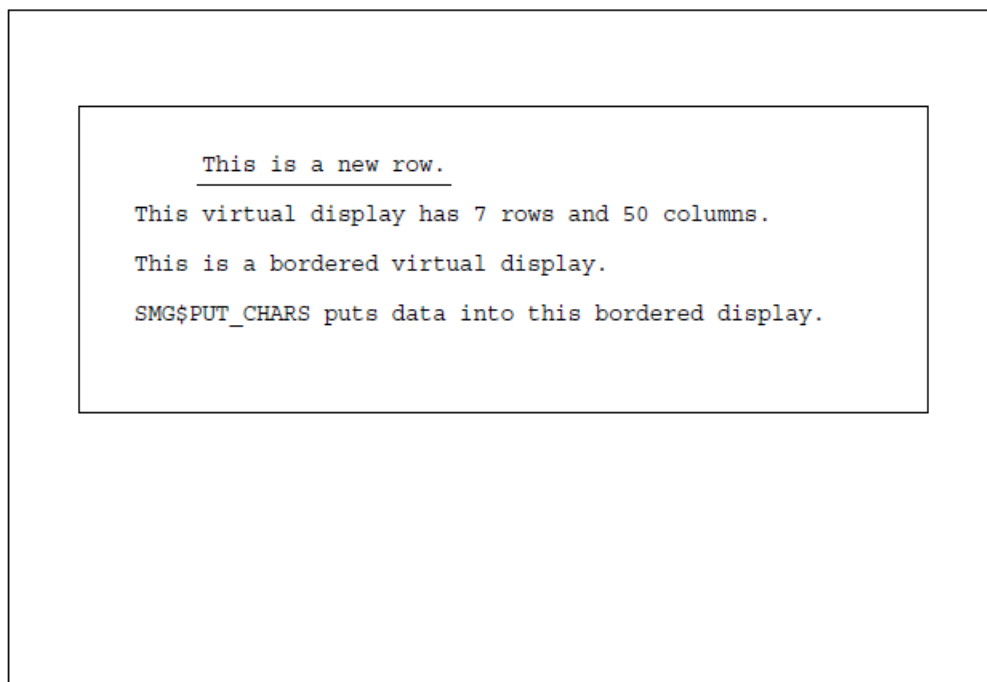 This is a new row.
This virtual display has 7 rows and 50 columns.
This is a bordered virtual display.
SMG$PUT_CHARS puts data into this bordered display.